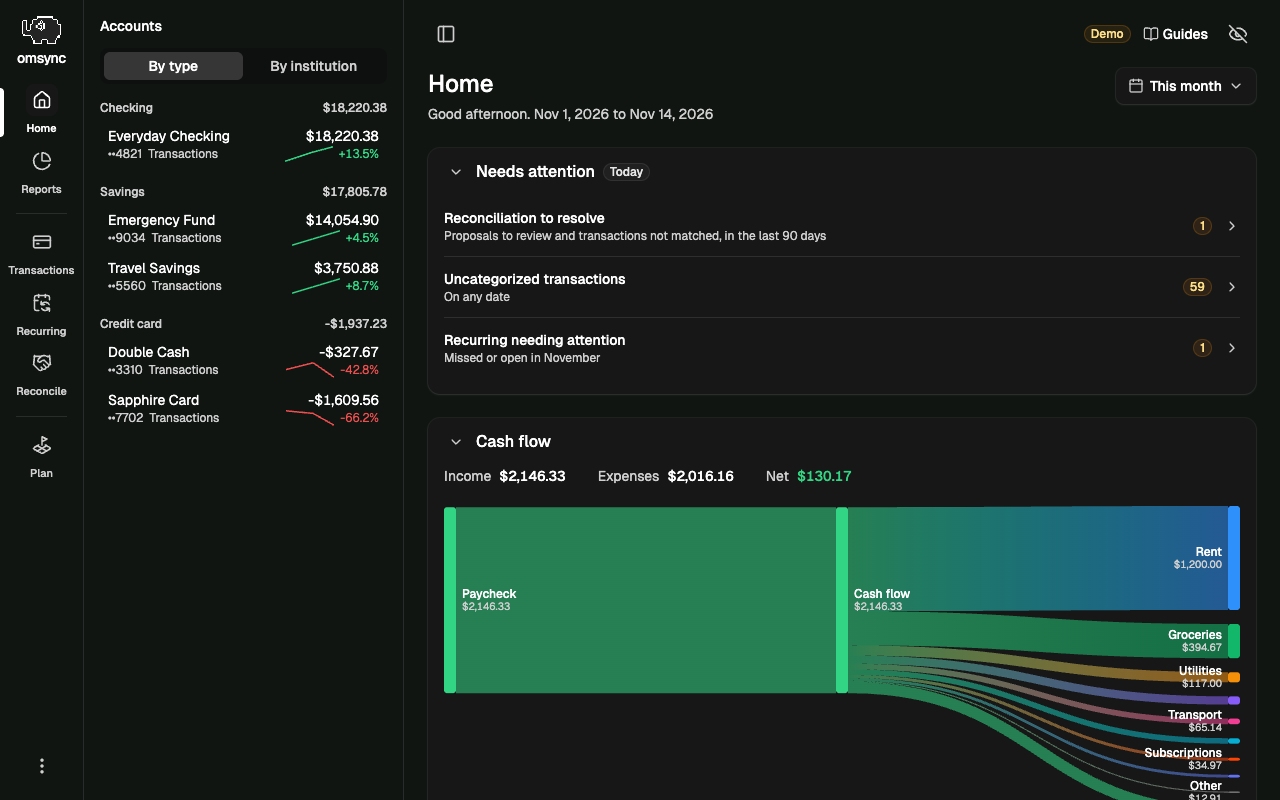 omsync
Home
Reports
Transactions
Recurring
Reconcile
Plan
Accounts
By type
By institution
Checking $18,220.38
Everyday Checking $18,220.38
••4821 Transactions +13.5%
Savings $17,805.78
Emergency Fund $14,054.90
••9034 Transactions +4.5%
Travel Savings $3,750.88
••5560 Transactions +8.7%
Credit card -$1,937.23
Double Cash -$327.67
••3310 Transactions -42.8%
Sapphire Card -$1,609.56
••7702 Transactions -66.2%
Demo
Guides
Home
This month
Good afternoon. Nov 1, 2026 to Nov 14, 2026
Needs attention Today
Reconciliation to resolve
Proposals to review and transactions not matched, in the last 90 days
1
Uncategorized transactions
On any date
59
Recurring needing attention
Missed or open in November
1
Cash flow
Income $2,146.33 Expenses $2,016.16 Net $130.17
Paycheck
$2,146.33
Cash flow
$2,146.33
Rent
$1,200.00
Groceries
$394.67
Utilities
$117.00
Transport
$65.14
Subscriptions
$34.97
Other
$12.91